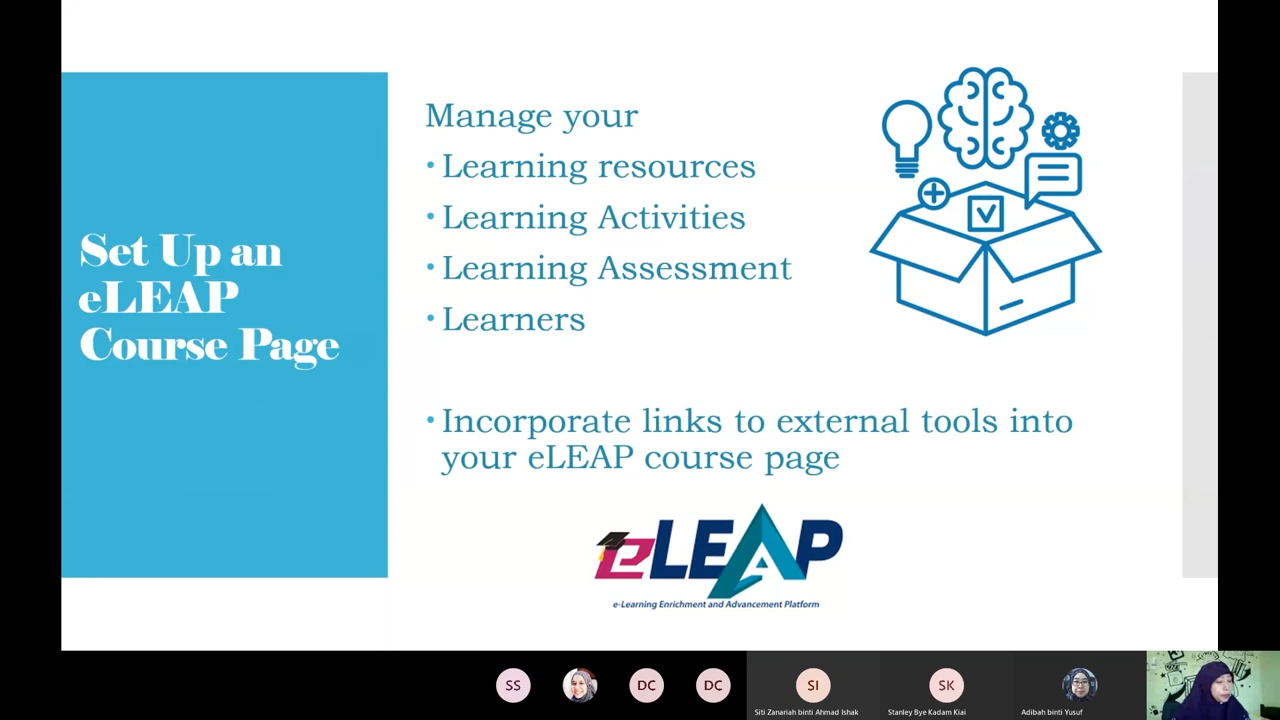 Set Up an
eLEAP
Course Page
Manage your
• Learning resources
• Learning Activities
• Learning Assessment
• Learners
• Incorporate links to external tools into
your eLEAP course page
eLEAP
e-Learning Enrichment and Advancement Platform
SS
DC
DC
SI
SK
Siti Zanariah binti Ahmad Ishak
Stanley Bye Kadam Kiai
Adibah binti Yusuf